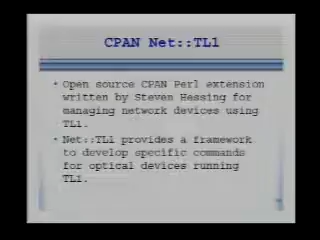 CPAN Net::TL1
• Open source CPAN Perl extension
written by Steven Hessing for
managing network devices using
TL1.
• Net::TL1 provides a framework
to develop specific commands
for optical devices running
TL1.